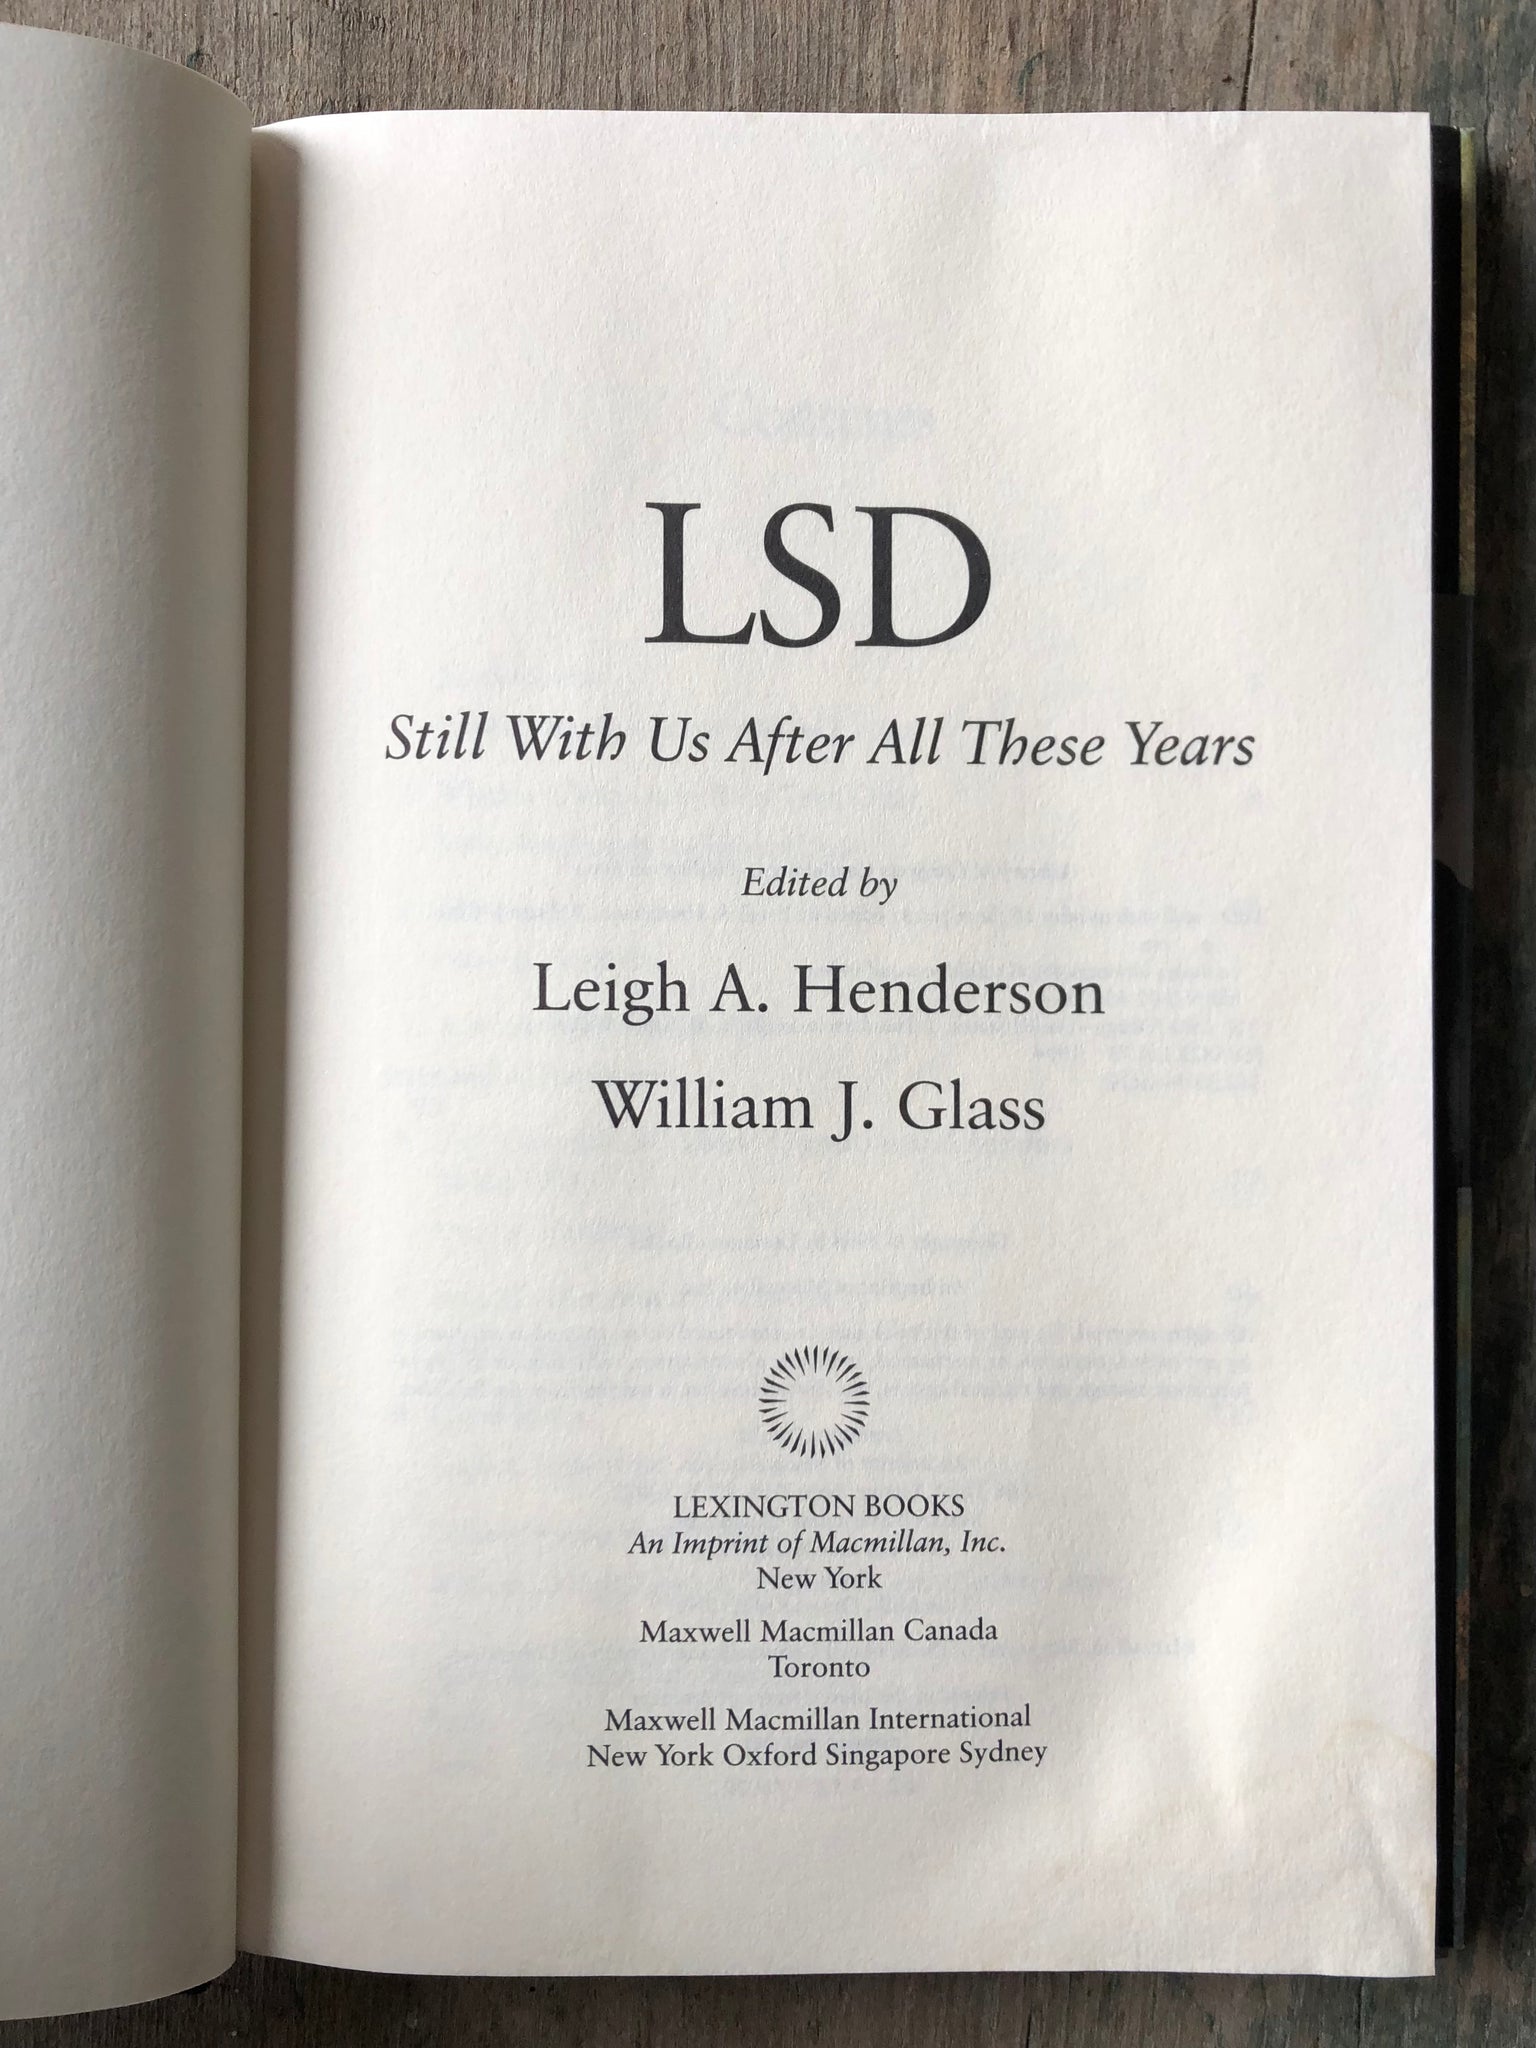 LSD
Still With Us After All These Years
Edited by
Leigh A. Henderson
William J. Glass
LEXINGTON BOOKS
An Imprint of Macmillan, Inc.
New York
Maxwell Macmillan Canada
Toronto
Maxwell Macmillan International
New York Oxford Singapore Sydney